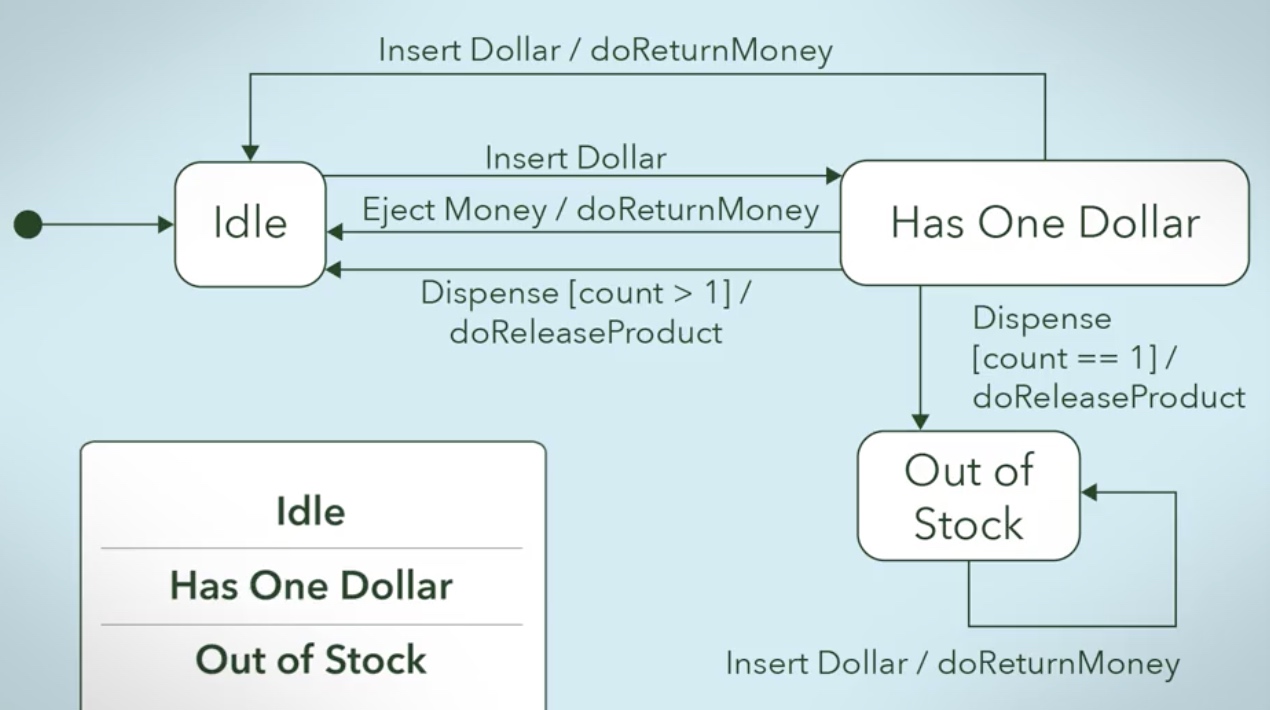 Insert Dollar / doReturnMoney
Insert Dollar
Idle
Eject Money / doReturnMoney
Has One Dollar
Dispense [count > 1] /
doReleaseProduct
Dispense
[count == 1] /
doReleaseProduct
Out of
Stock
Insert Dollar / doReturnMoney
Idle
Has One Dollar
Out of Stock